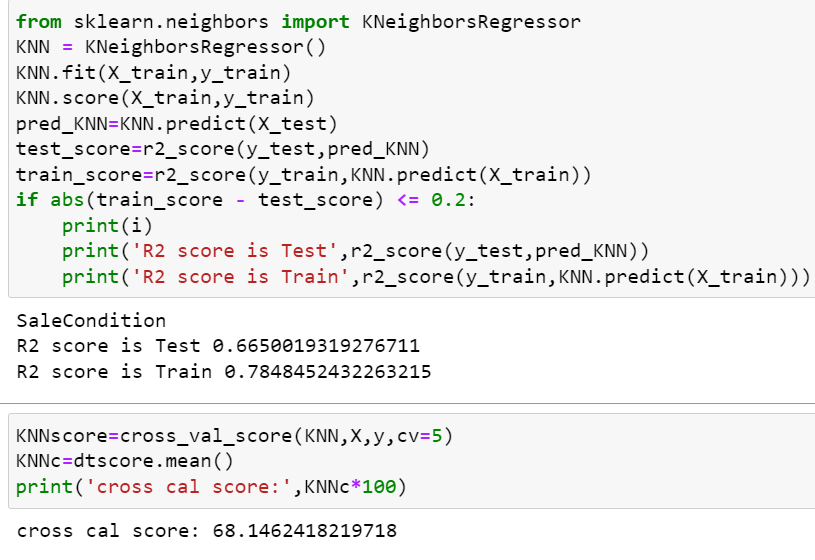 from sklearn.neighbors import KNeighborsRegressor
KNN = KNeighborsRegressor()
KNN.fit(X_train,y_train)
KNN.score(X_train,y_train)
pred_KNN=KNN.predict(X_test)
test_score=r2_score(y_test,pred_KNN)
train_score=r2_score(y_train,KNN.predict(X_train))
if abs(train_score - test_score) <= 0.2:
    print(i)
    print('R2 score is Test',r2_score(y_test,pred_KNN))
    print('R2 score is Train',r2_score(y_train,KNN.predict(X_train)))
SaleCondition
R2 score is Test 0.6650019319276711
R2 score is Train 0.7848452432263215
KNNscore=cross_val_score(KNN,X,y,cv=5)
KNNc=dtscore.mean()
print('cross cal score:',KNNc*100)
cross cal score: 68.1462418219718